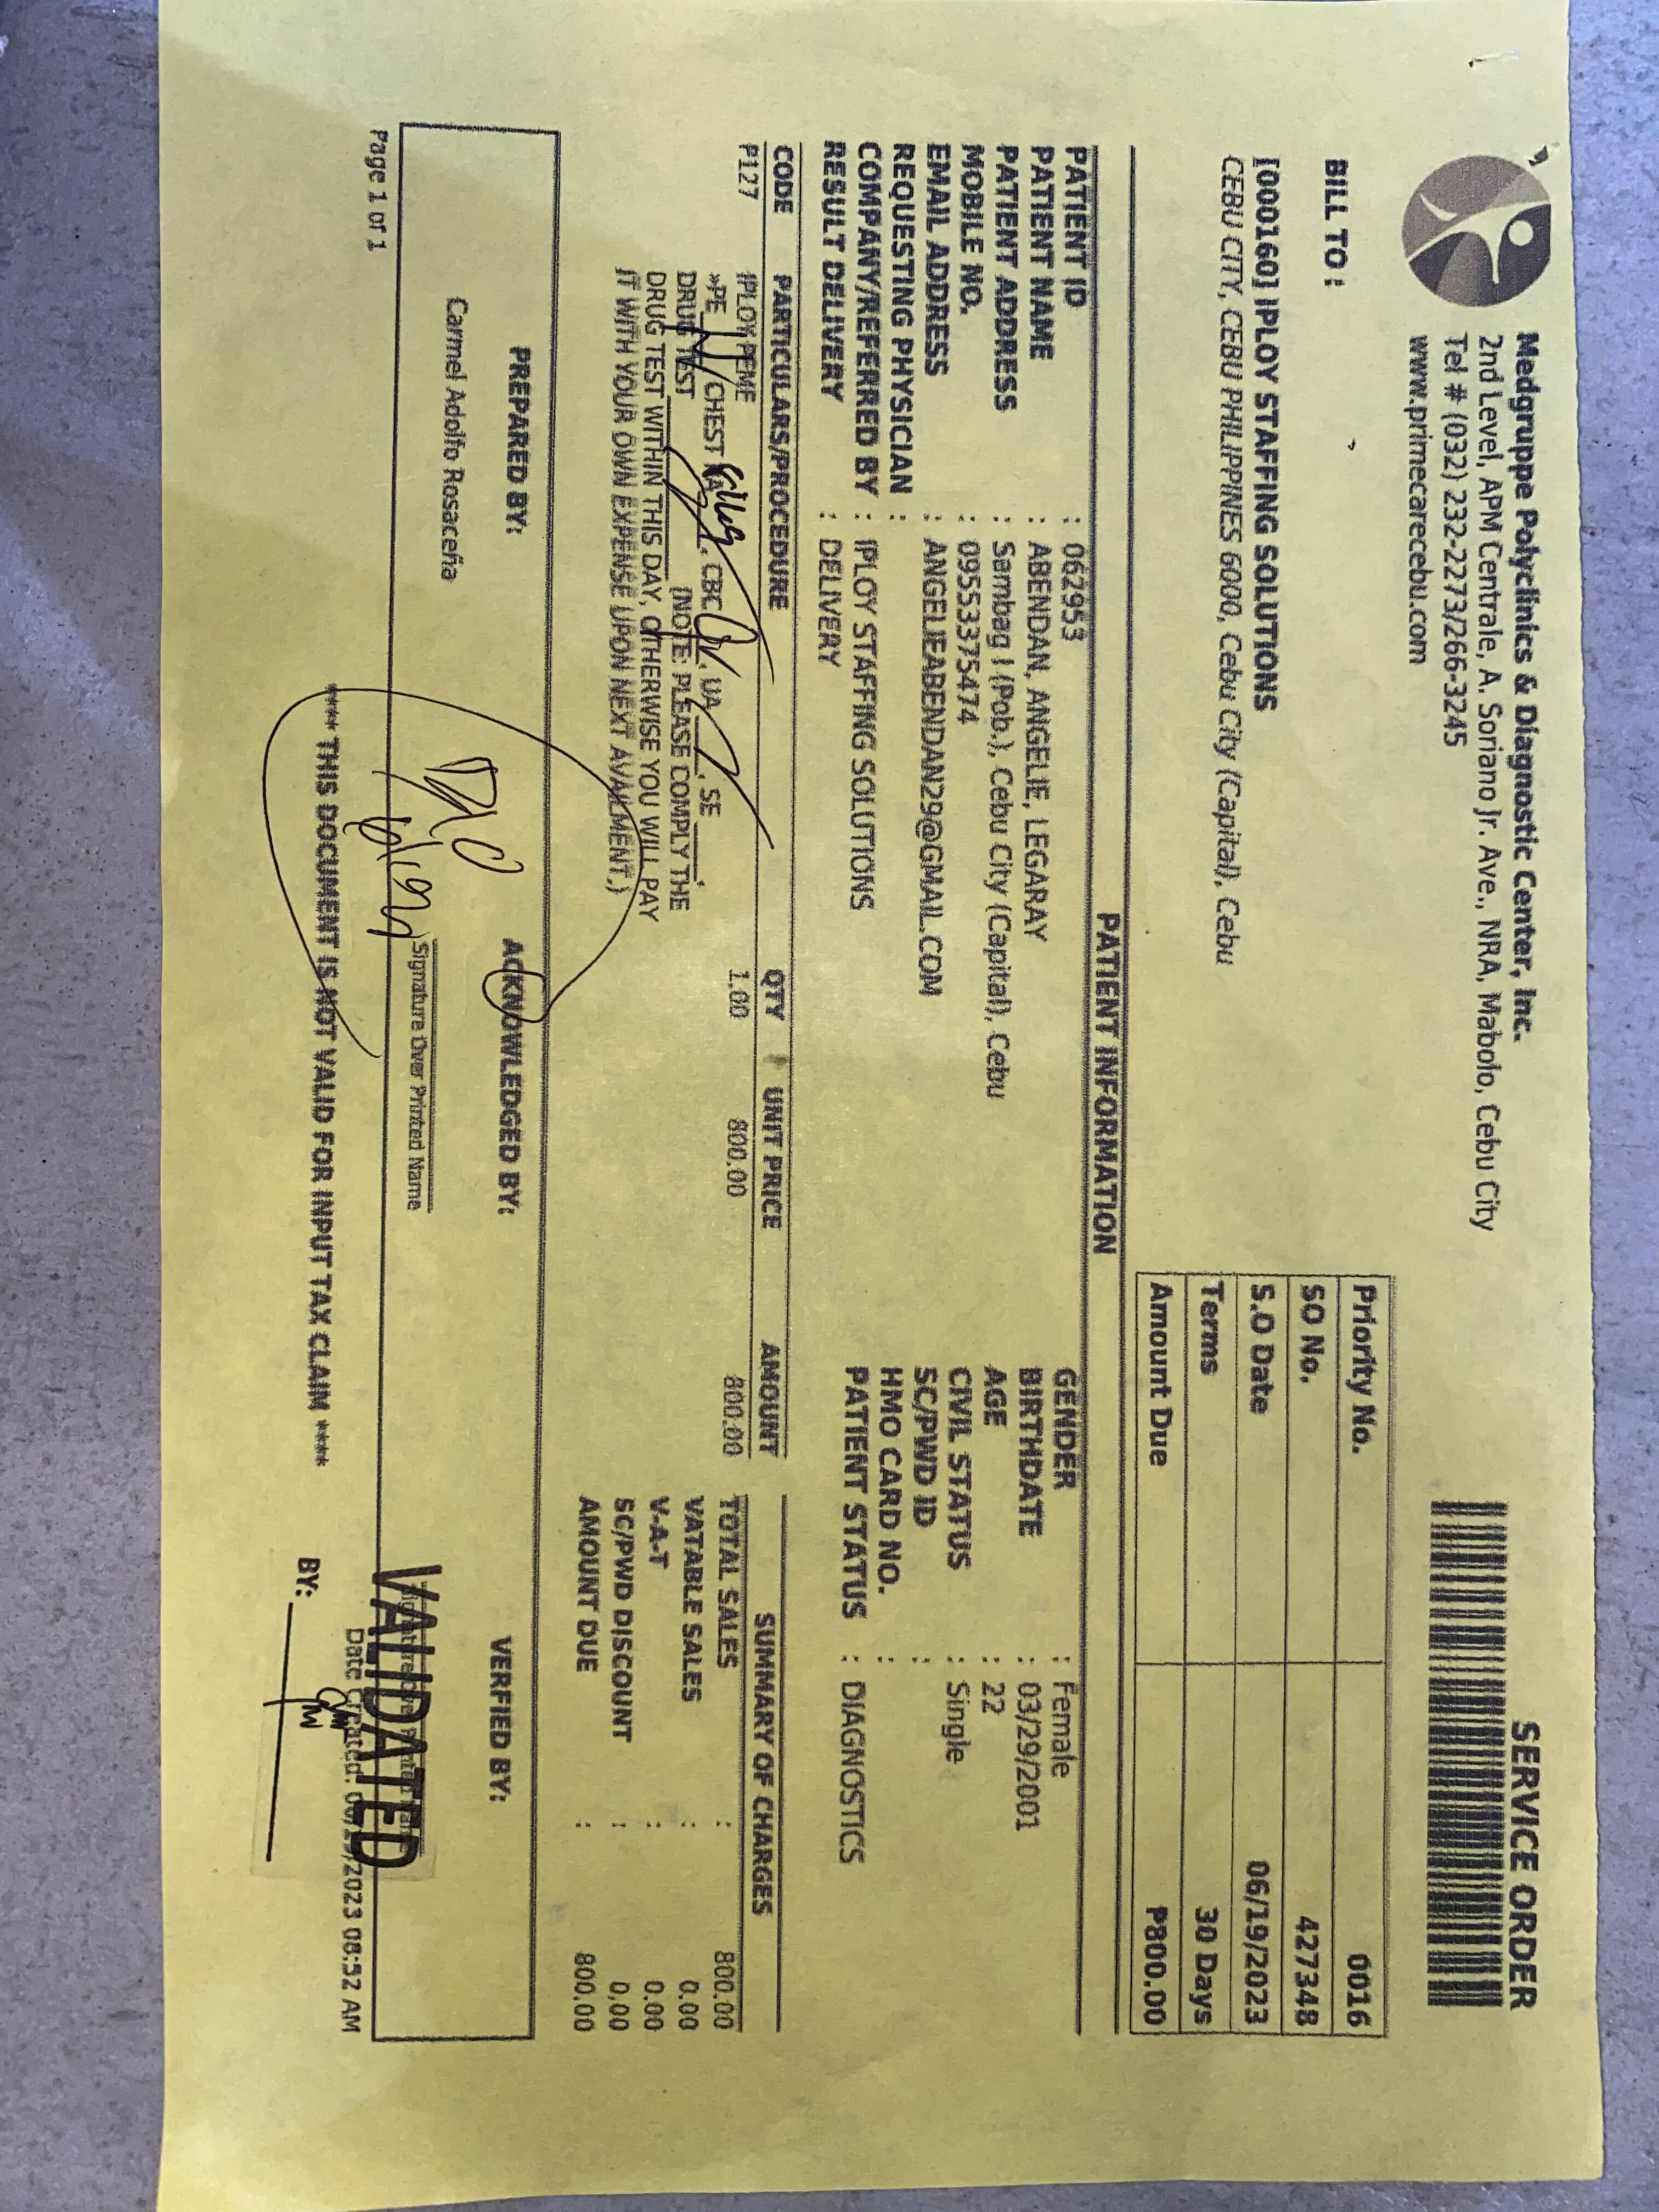 Medgruppe Polyclinics & Diagnostic Center, Inc.
2nd Level, APM Centrale, A. Soriano Jr. Ave., NRA, Mabolo, Cebu City
Tel # (032) 232-2273/266-3245
www.primecarecebu.com
SERVICE ORDER
BILL TO :
[000160] IPLOY STAFFING SOLUTIONS
CEBU CITY, CEBU PHILIPPINES 6000, Cebu City (Capital), Cebu
Priority No. 0016
SO No. 427348
S.O Date 06/19/2023
Terms 30 Days
Amount Due ₱800.00
PATIENT INFORMATION
PATIENT ID : 062953
PATIENT NAME : ABENDAN, ANGELIE, LEGARAY
PATIENT ADDRESS : Sambag I (Pob.), Cebu City (Capital), Cebu
MOBILE NO. : 09553375474
EMAIL ADDRESS : ANGELIEABENDAN29@GMAIL.COM
REQUESTING PHYSICIAN :
COMPANY/REFERRED BY : IPLOY STAFFING SOLUTIONS
RESULT DELIVERY : DELIVERY
GENDER : Female
BIRTHDATE : 03/29/2001
AGE : 22
CIVIL STATUS : Single
SC/PWD ID :
HMO CARD NO. :
PATIENT STATUS : DIAGNOSTICS
CODE PARTICULARS/PROCEDURE QTY UNIT PRICE AMOUNT
P127 IPLOY PEME 1.00 800.00 800.00
»PE CHEST , CBC , UA , SE ,
DRUG TEST (NOTE: PLEASE COMPLY THE
DRUG TEST WITHIN THIS DAY, OTHERWISE YOU WILL PAY
IT WITH YOUR OWN EXPENSE UPON NEXT AVAILMENT.)
SUMMARY OF CHARGES
TOTAL SALES : 800.00
VATABLE SALES : 0.00
V-A-T : 0.00
SC/PWD DISCOUNT : 0.00
AMOUNT DUE : 800.00
PREPARED BY:
Carmel Adolfo Rosaceña
ACKNOWLEDGED BY:
Signature Over Printed Name
VERIFIED BY:
VALIDATED
Page 1 of 1
**** THIS DOCUMENT IS NOT VALID FOR INPUT TAX CLAIM ****
Date Created: 06/19/2023 08:52 AM
BY: